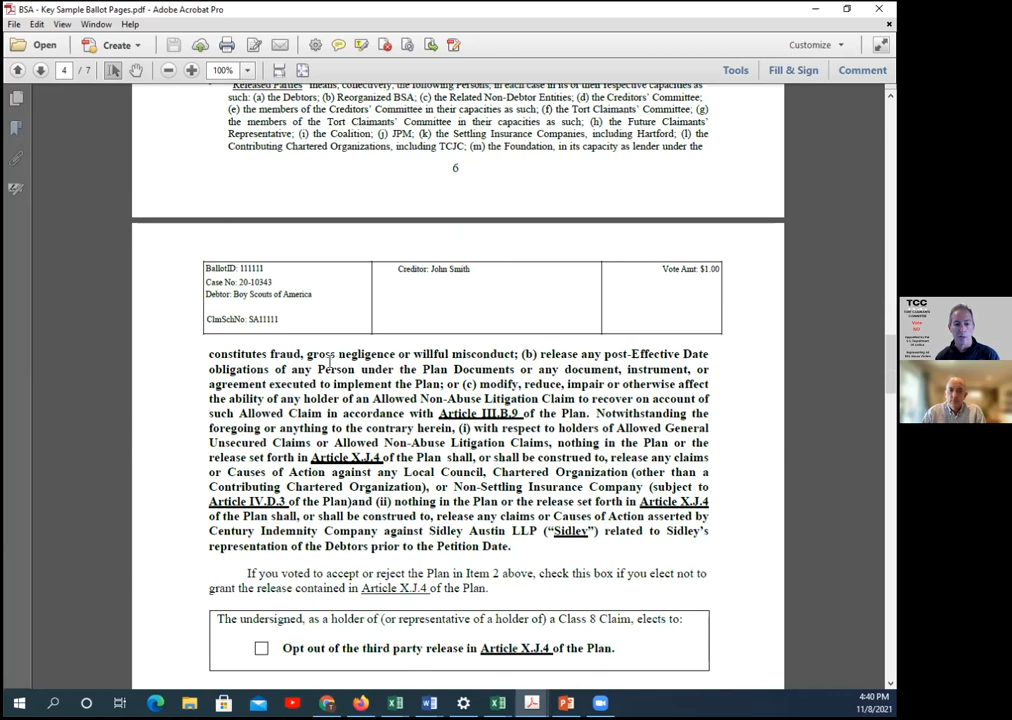 BSA - Key Sample Ballot Pages.pdf - Adobe Acrobat Pro
File Edit View Window Help
Open Create Customize
4 / 7 100% Tools Fill & Sign Comment
Released Parties" means, collectively, the following Persons, in each case in its or their respective capacities as
such: (a) the Debtors; (b) Reorganized BSA; (c) the Related Non-Debtor Entities; (d) the Creditors' Committee;
(e) the members of the Creditors' Committee in their capacities as such; (f) the Tort Claimants' Committee; (g)
the members of the Tort Claimants' Committee in their capacities as such; (h) the Future Claimants'
Representative; (i) the Coalition; (j) JPM; (k) the Settling Insurance Companies, including Hartford; (l) the
Contributing Chartered Organizations, including TCJC; (m) the Foundation, in its capacity as lender under the
6
BallotID: 111111
Case No: 20-10343
Debtor: Boy Scouts of America
ClmSchNo: SA11111
Creditor: John Smith
Vote Amt: $1.00
constitutes fraud, gross negligence or willful misconduct; (b) release any post-Effective Date
obligations of any Person under the Plan Documents or any document, instrument, or
agreement executed to implement the Plan; or (c) modify, reduce, impair or otherwise affect
the ability of any holder of an Allowed Non-Abuse Litigation Claim to recover on account of
such Allowed Claim in accordance with Article III.B.9 of the Plan. Notwithstanding the
foregoing or anything to the contrary herein, (i) with respect to holders of Allowed General
Unsecured Claims or Allowed Non-Abuse Litigation Claims, nothing in the Plan or the
release set forth in Article X.J.4 of the Plan shall, or shall be construed to, release any claims
or Causes of Action against any Local Council, Chartered Organization (other than a
Contributing Chartered Organization), or Non-Settling Insurance Company (subject to
Article IV.D.3 of the Plan)and (ii) nothing in the Plan or the release set forth in Article X.J.4
of the Plan shall, or shall be construed to, release any claims or Causes of Action asserted by
Century Indemnity Company against Sidley Austin LLP ("Sidley") related to Sidley's
representation of the Debtors prior to the Petition Date.
If you voted to accept or reject the Plan in Item 2 above, check this box if you elect not to
grant the release contained in Article X.J.4 of the Plan.
The undersigned, as a holder of (or representative of a holder of) a Class 8 Claim, elects to:
Opt out of the third party release in Article X.J.4 of the Plan.
TCC
Vote
4:40 PM
11/8/2021